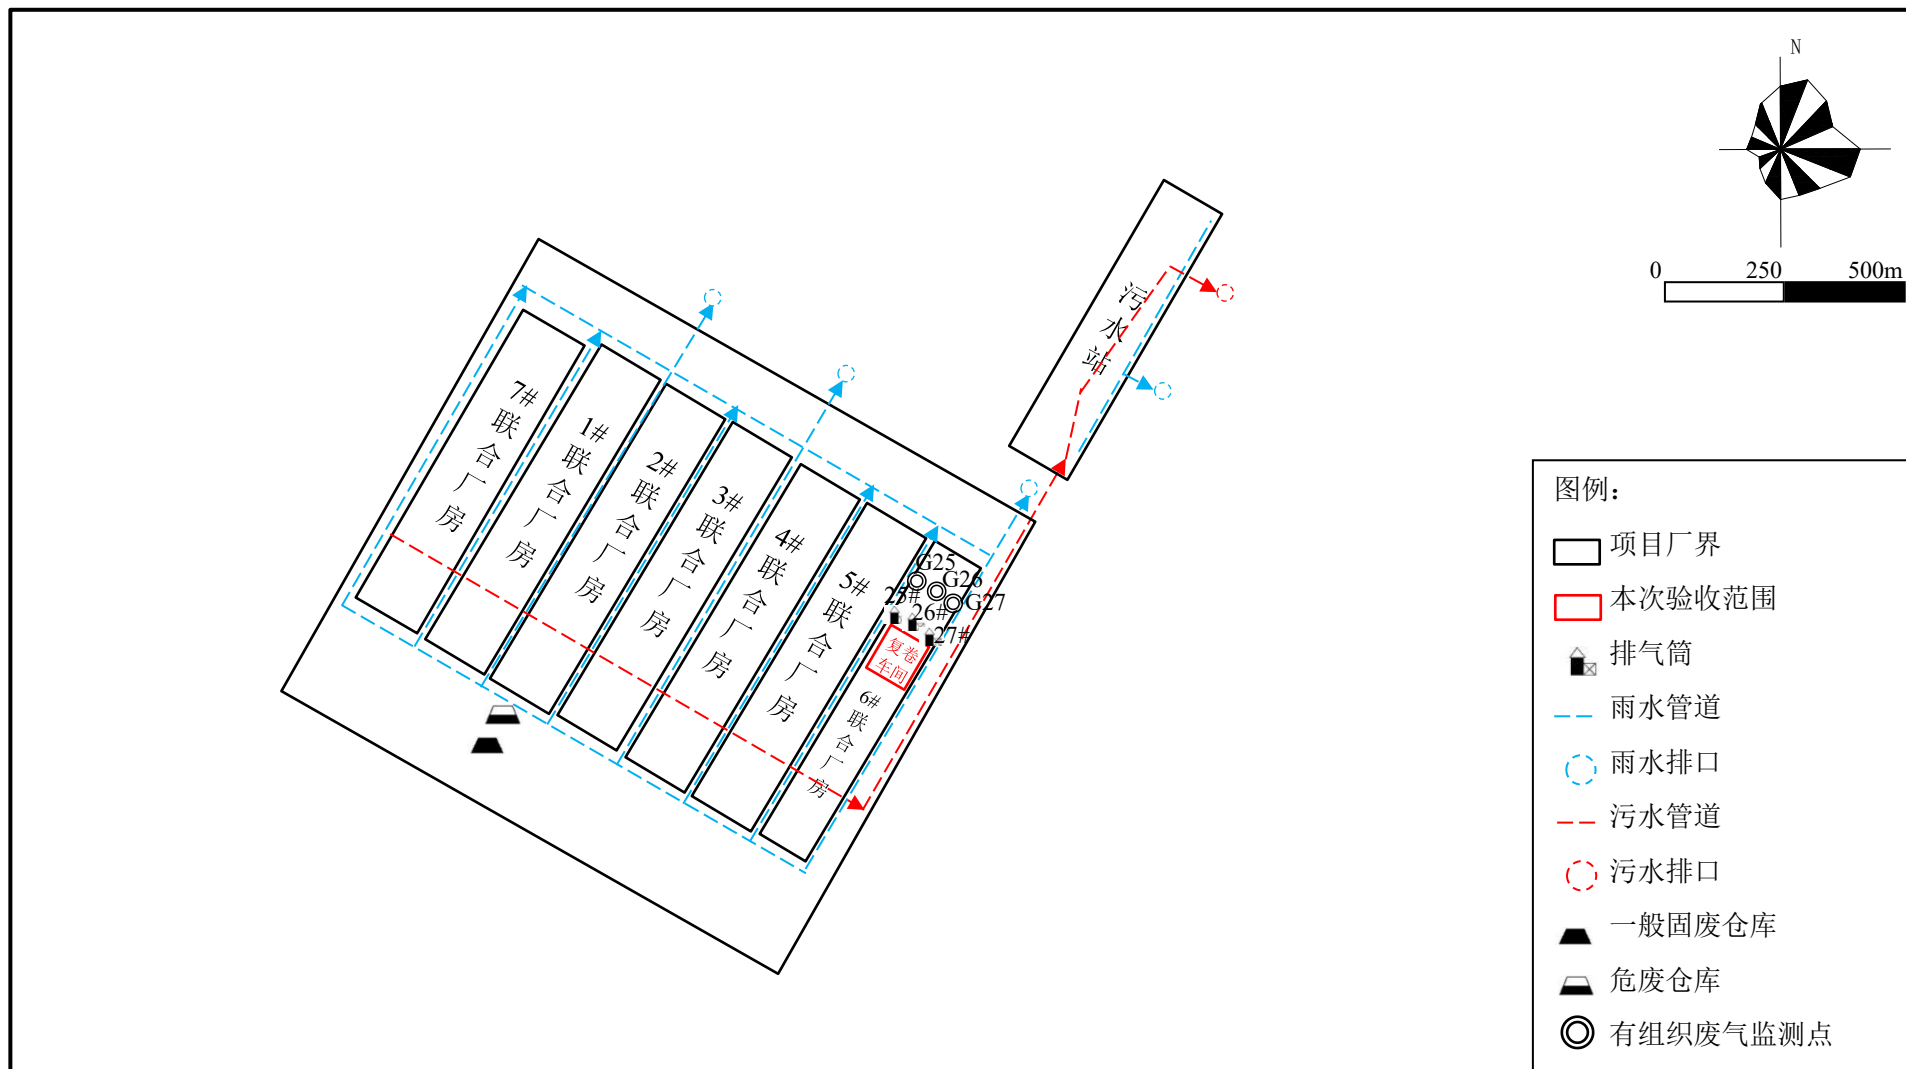 N
0 250 500m
污水站
7#联合厂房
1#联合厂房
2#联合厂房
3#联合厂房
4#联合厂房
5#联合厂房
6#联合厂房
G25
G26
G27
25#
26#
27#
复卷
车间
图例：
项目厂界
本次验收范围
排气筒
雨水管道
雨水排口
污水管道
污水排口
一般固废仓库
危废仓库
有组织废气监测点